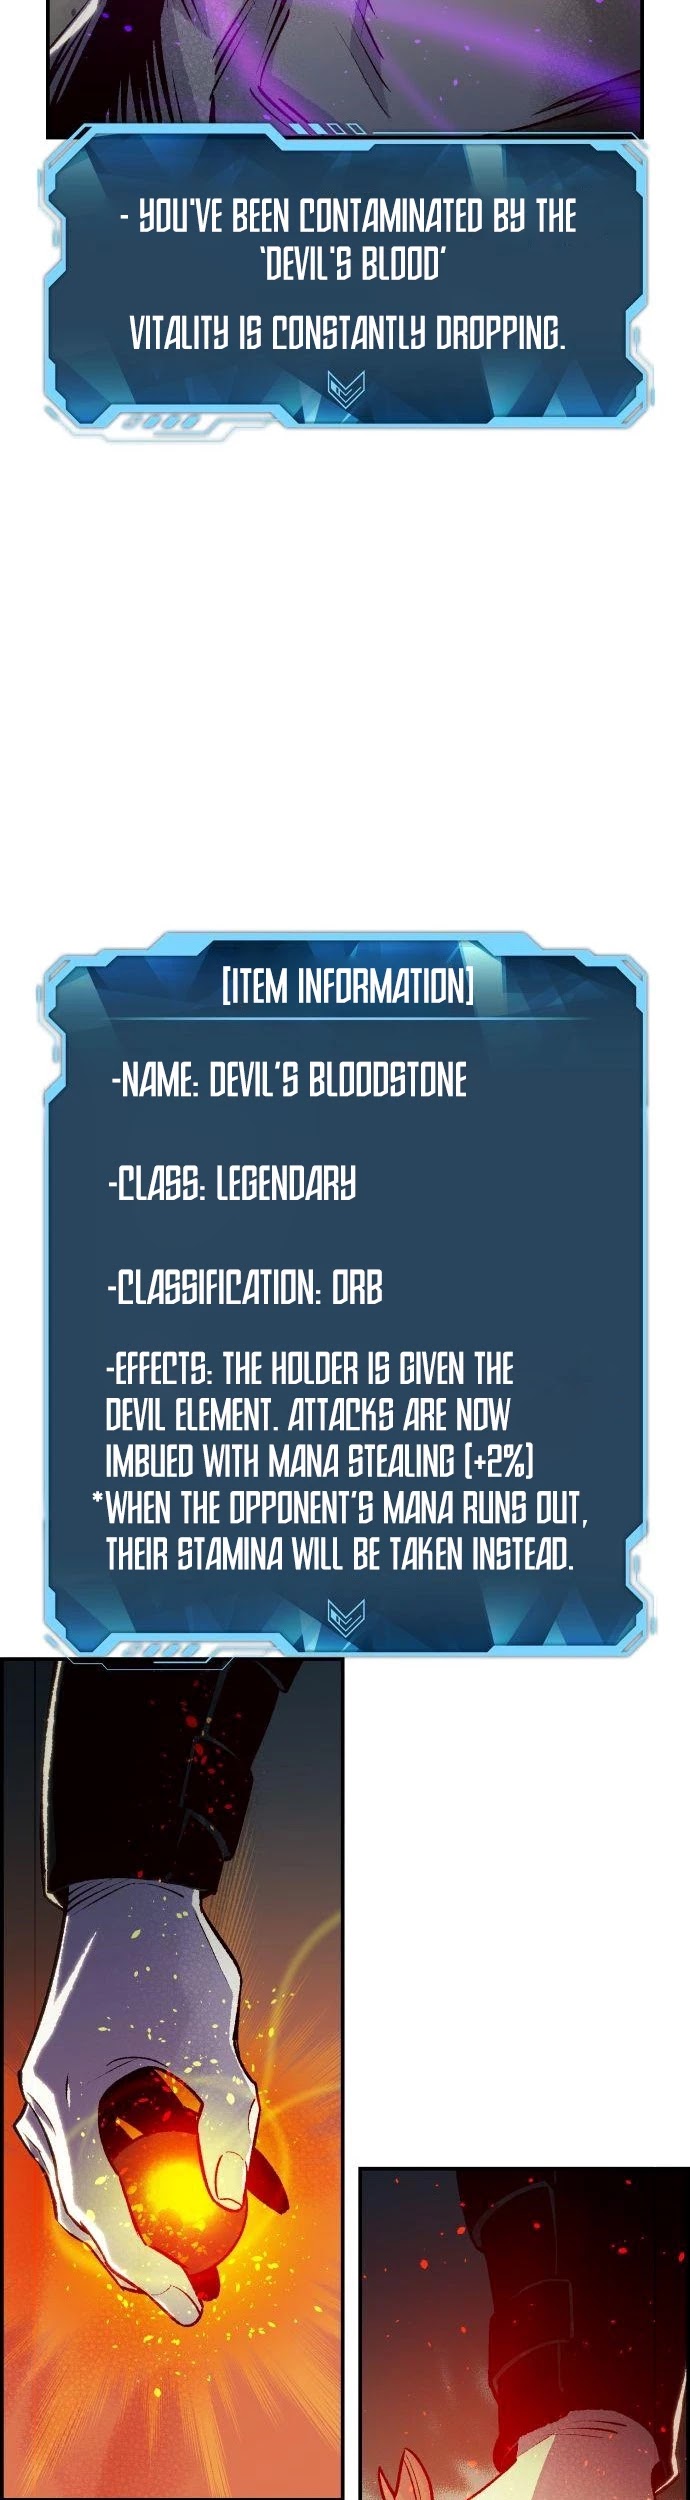 - YOU'VE BEEN CONTAMINATED BY THE
'DEVIL'S BLOOD'
VITALITY IS CONSTANTLY DROPPING.
[ITEM INFORMATION]
-NAME: DEVIL'S BLOODSTONE
-CLASS: LEGENDARY
-CLASSIFICATION: ORB
-EFFECTS: THE HOLDER IS GIVEN THE
DEVIL ELEMENT. ATTACKS ARE NOW
IMBUED WITH MANA STEALING (+2%)
*WHEN THE OPPONENT'S MANA RUNS OUT,
THEIR STAMINA WILL BE TAKEN INSTEAD.